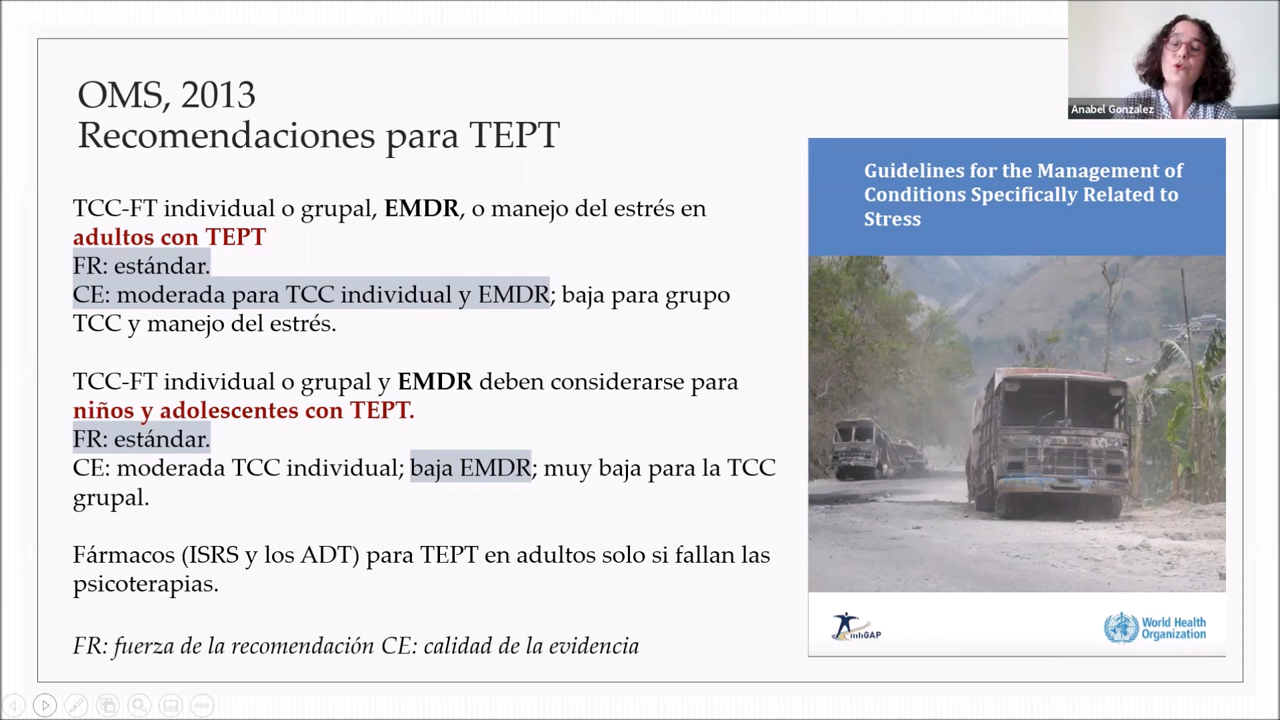 OMS, 2013
Recomendaciones para TEPT
TCC-FT individual o grupal, EMDR, o manejo del estrés en
adultos con TEPT
FR: estándar.
CE: moderada para TCC individual y EMDR; baja para grupo
TCC y manejo del estrés.
TCC-FT individual o grupal y EMDR deben considerarse para
niños y adolescentes con TEPT.
FR: estándar.
CE: moderada TCC individual; baja EMDR; muy baja para la TCC
grupal.
Fármacos (ISRS y los ADT) para TEPT en adultos solo si fallan las
psicoterapias.
FR: fuerza de la recomendación CE: calidad de la evidencia
Anabel Gonzalez
Guidelines for the Management of
Conditions Specifically Related to
Stress
mhGAP
World Health
Organization